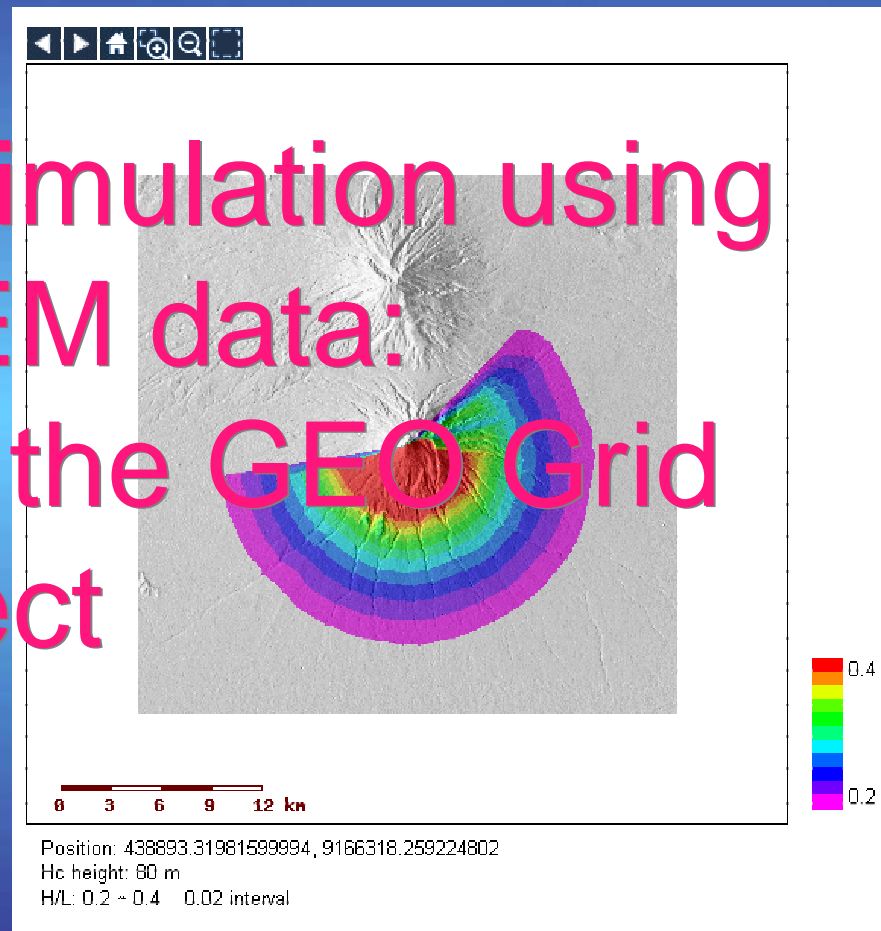 imulation using
EM data:
the GEO Grid
ect
0.4
0.2
0 3 6 9 12 km
Position: 438893.31981599994, 9166318.259224802
Hc height: 80 m
H/L: 0.2 ~ 0.4 0.02 interval